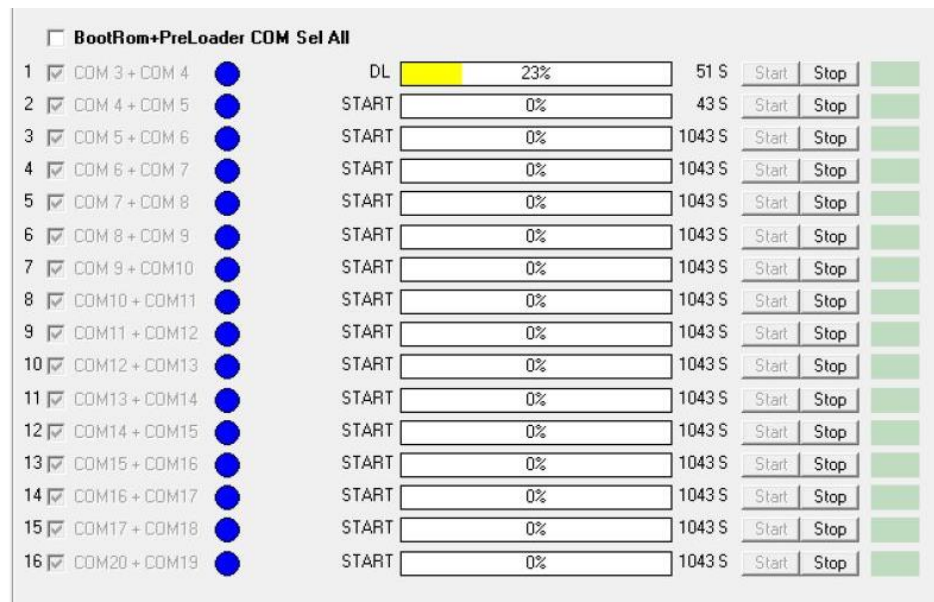 BootRom+PreLoader COM Sel All
1 COM 3 + COM 4 DL 23% 51 S Start Stop
2 COM 4 + COM 5 START 0% 43 S Start Stop
3 COM 5 + COM 6 START 0% 1043 S Start Stop
4 COM 6 + COM 7 START 0% 1043 S Start Stop
5 COM 7 + COM 8 START 0% 1043 S Start Stop
6 COM 8 + COM 9 START 0% 1043 S Start Stop
7 COM 9 + COM10 START 0% 1043 S Start Stop
8 COM10 + COM11 START 0% 1043 S Start Stop
9 COM11 + COM12 START 0% 1043 S Start Stop
10 COM12 + COM13 START 0% 1043 S Start Stop
11 COM13 + COM14 START 0% 1043 S Start Stop
12 COM14 + COM15 START 0% 1043 S Start Stop
13 COM15 + COM16 START 0% 1043 S Start Stop
14 COM16 + COM17 START 0% 1043 S Start Stop
15 COM17 + COM18 START 0% 1043 S Start Stop
16 COM20 + COM19 START 0% 1043 S Start Stop